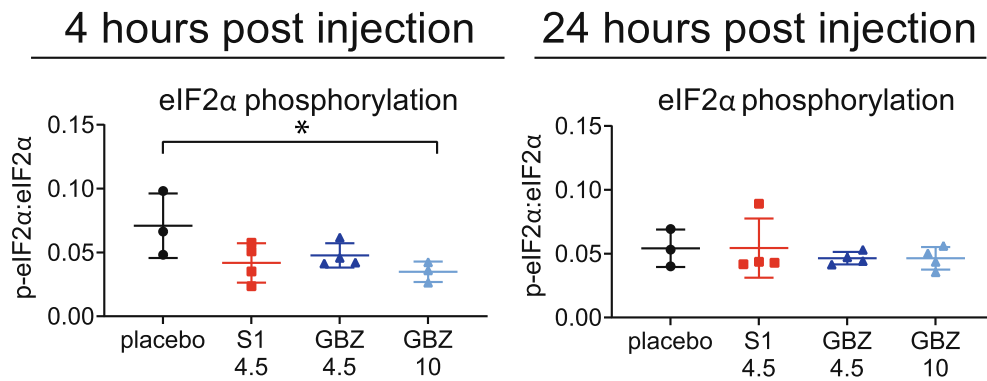 4 hours post injection
eIF2α phosphorylation
*
p-eIF2α:eIF2α
0.15
0.10
0.05
0.00
placebo S1 GBZ GBZ
4.5 4.5 10
24 hours post injection
eIF2α phosphorylation
p-eIF2α:eIF2α
0.15
0.10
0.05
0.00
placebo S1 GBZ GBZ
4.5 4.5 10